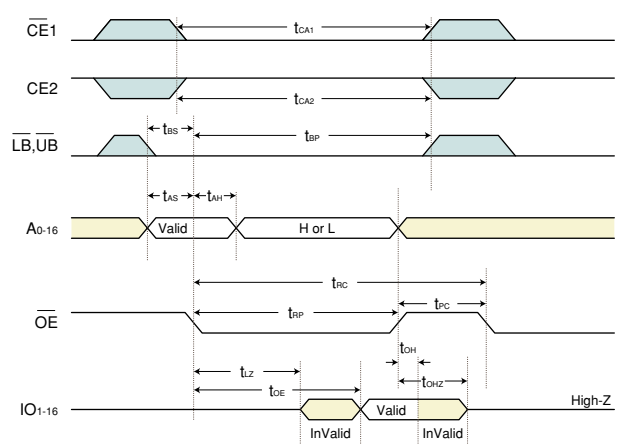 CE1
tCA1
CE2
tCA2
LB,UB
tBS
tBP
tAS
tAH
A0-16
Valid
H or L
tRC
OE
tRP
tPC
tOH
tLZ
tOHZ
tOE
IO1-16
Valid
High-Z
InValid
InValid